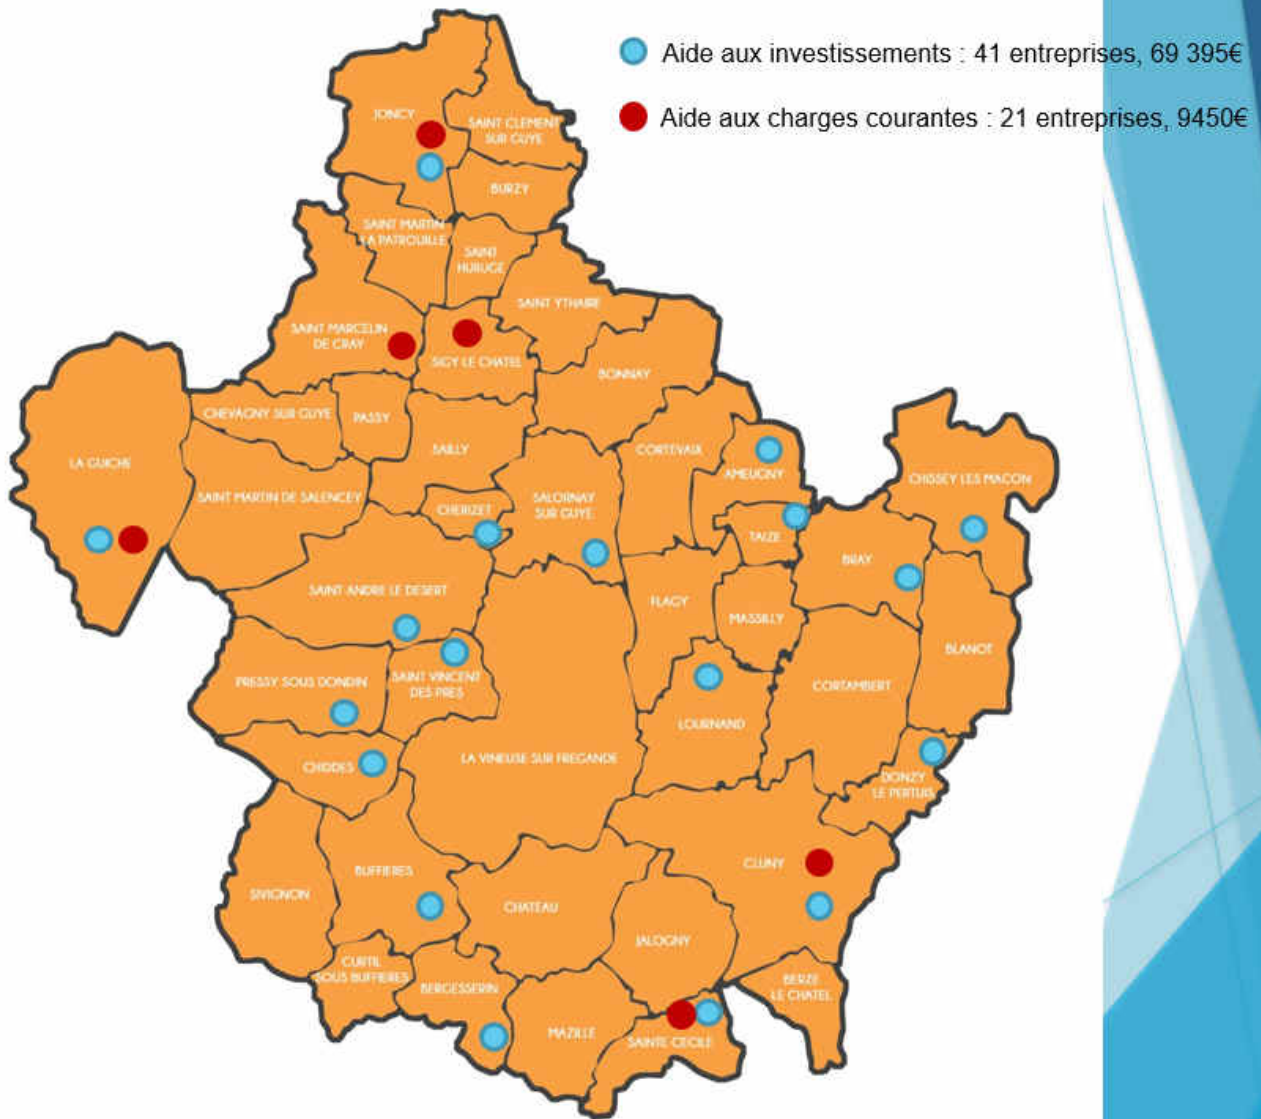 Aide aux investissements : 41 entreprises, 69 395€
Aide aux charges courantes : 21 entreprises, 9450€
JONCY
SAINT CLEMENT
SUR GUYE
BURZY
SAINT MARTIN
LA PATROUILLE
SAINT
HURUGE
SAINT YTHAIRE
SAINT MARCELIN
DE CRAY
SIGY LE CHATEL
BONNAY
CHEVAGNY SUR GUYE
PASSY
SAILLY
CORTEVAIX
AMEUGNY
LA GUICHE
SAINT MARTIN DE SALENCEY
CHERIZET
SALORNAY
SUR GUYE
TAIZE
CHISSEY LES MACON
BRAY
SAINT ANDRE LE DESERT
FLAGY
MASSILLY
BLANOT
PRESSY SOUS DONDIN
SAINT VINCENT
DES PRES
CORTAMBERT
LOURNAND
LA VINEUSE SUR FREGANDE
CHIDDES
DONZY
LE PERTUIS
BUFFIERES
CLUNY
SIVIGNON
CHATEAU
JALOGNY
CURTIL
SOUS BUFFIERES
BERGESSERIN
BERZE
LE CHATEL
MAZILLE
SAINTE CECILE